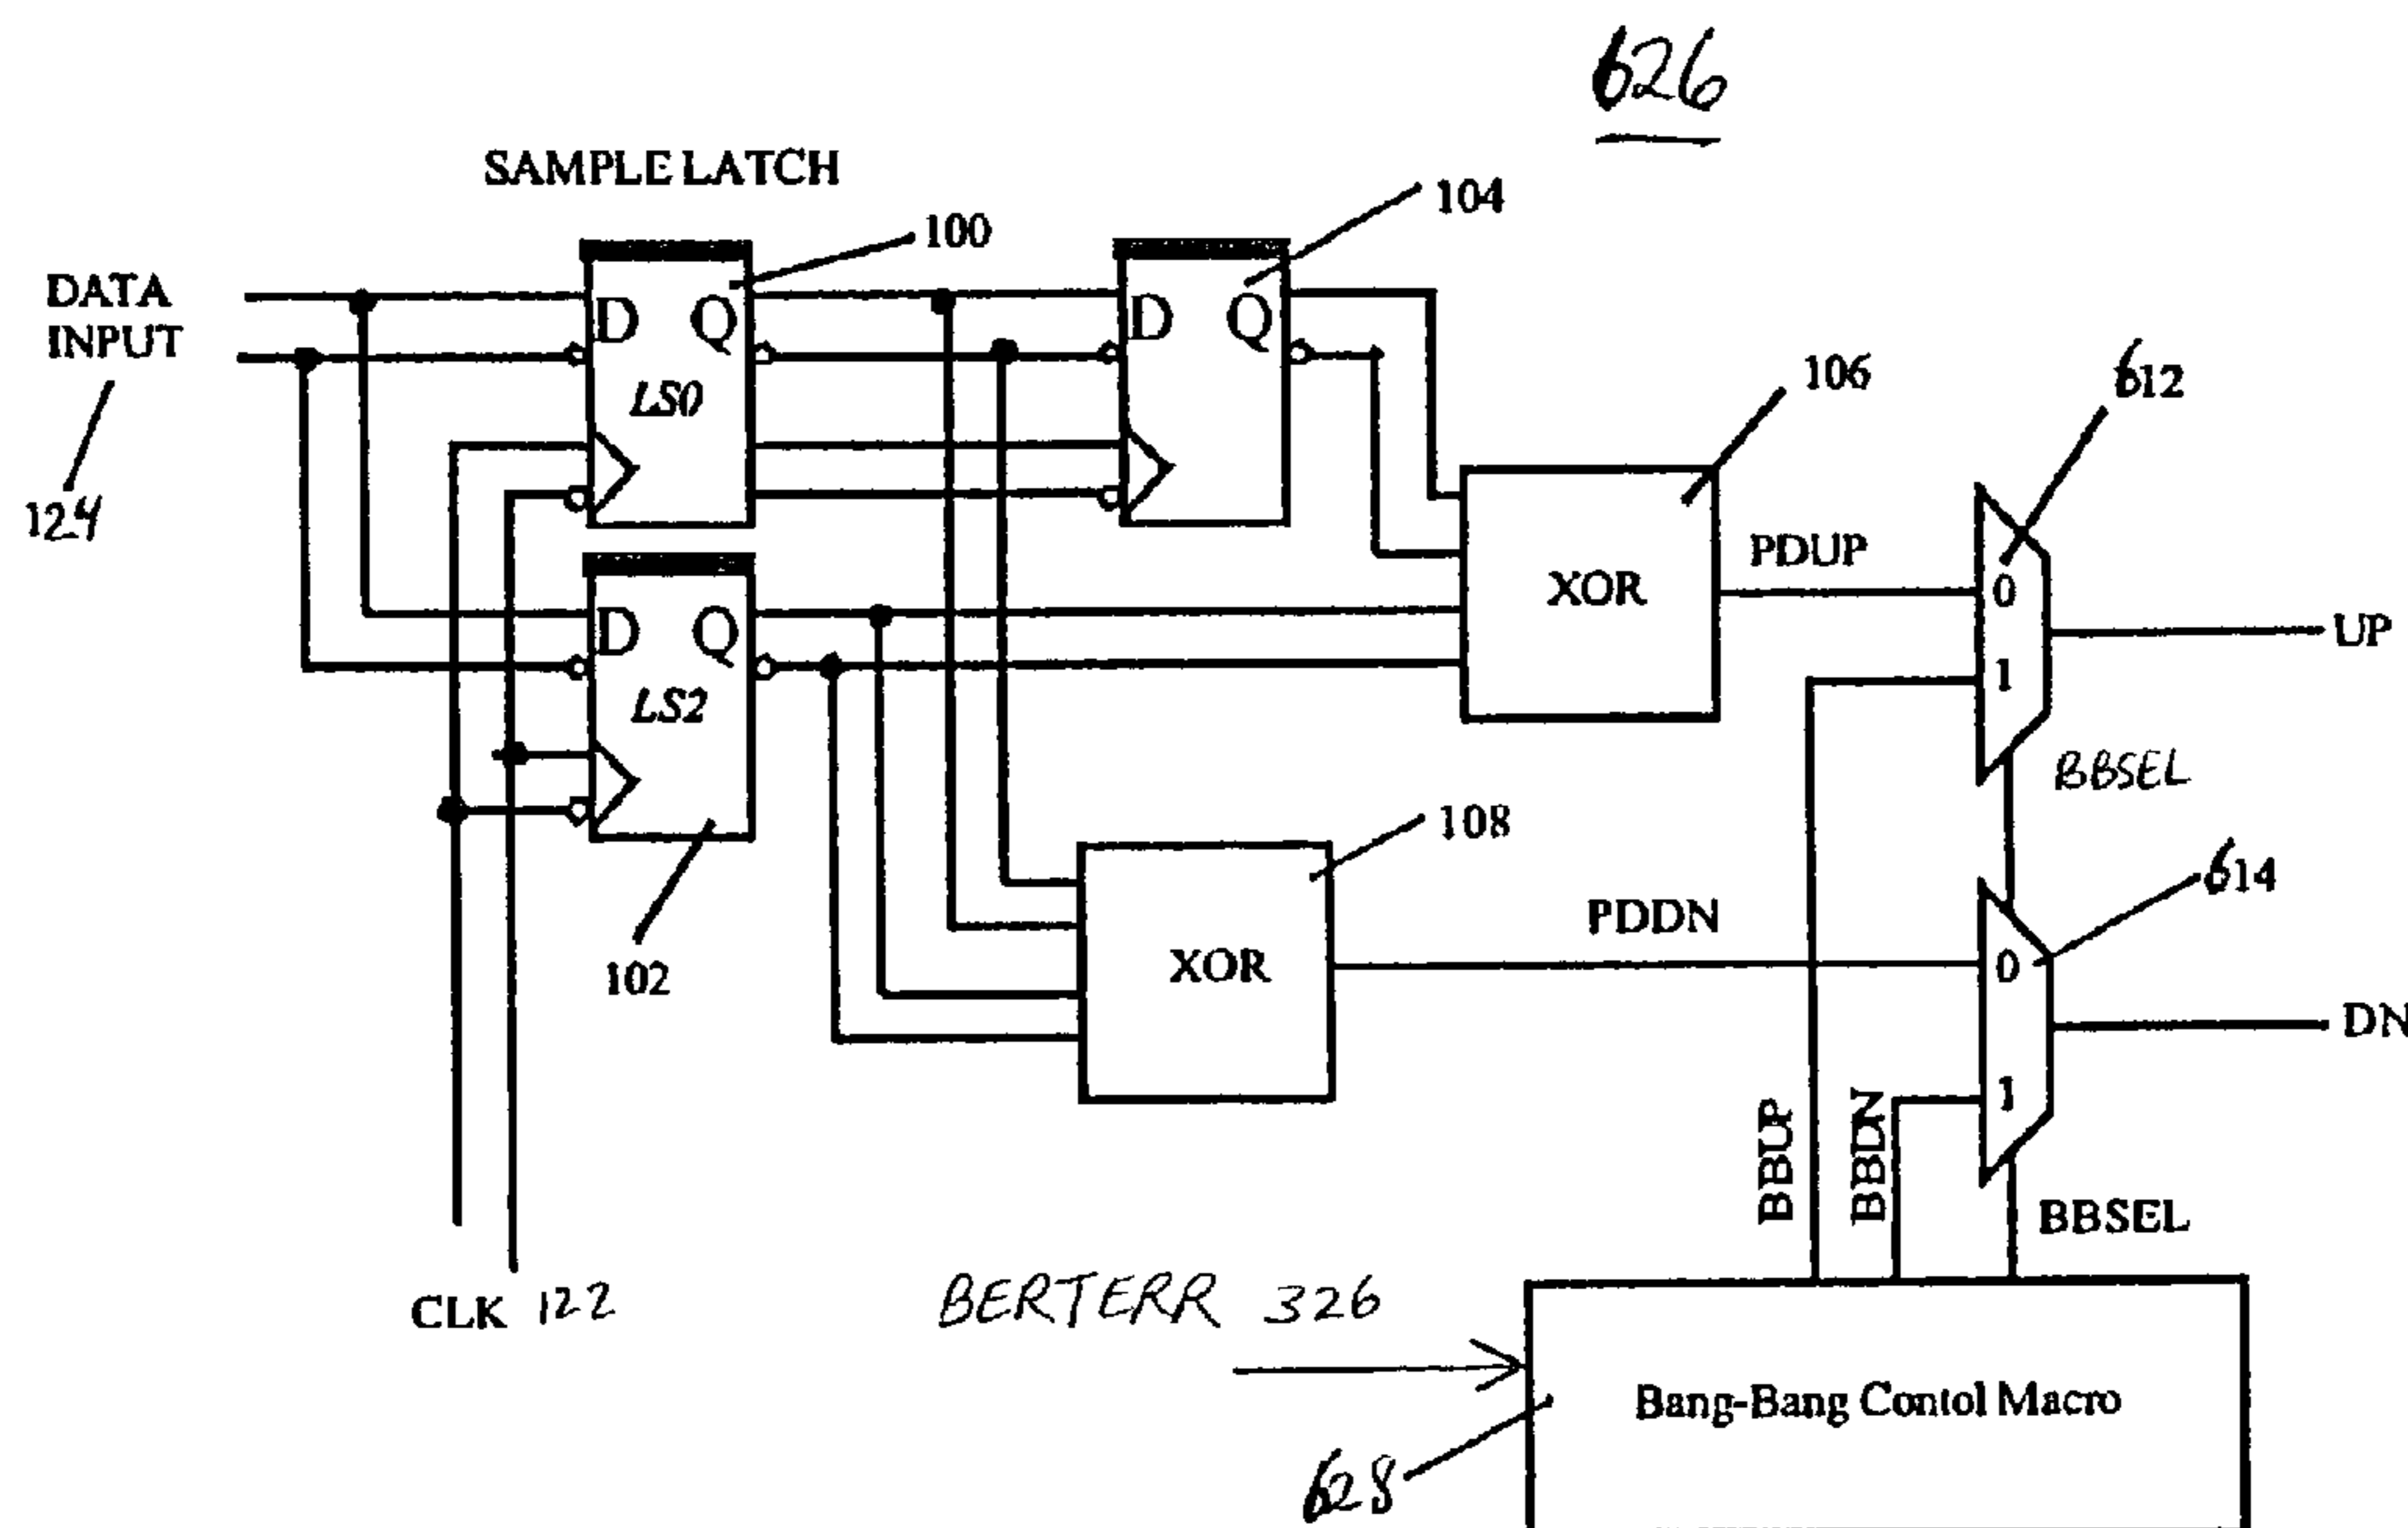 626
SAMPLE LATCH
104
100
DATA
INPUT
D Q
D Q
LS0
106
612
124
PDUP
0
XOR
UP
D Q
1
LS2
BBSEL
108
614
PDDN
0
102
XOR
DN
1
BBUP
BBDN
BBSEL
CLK 122
BERTERR 326
Bang-Bang Contol Macro
628